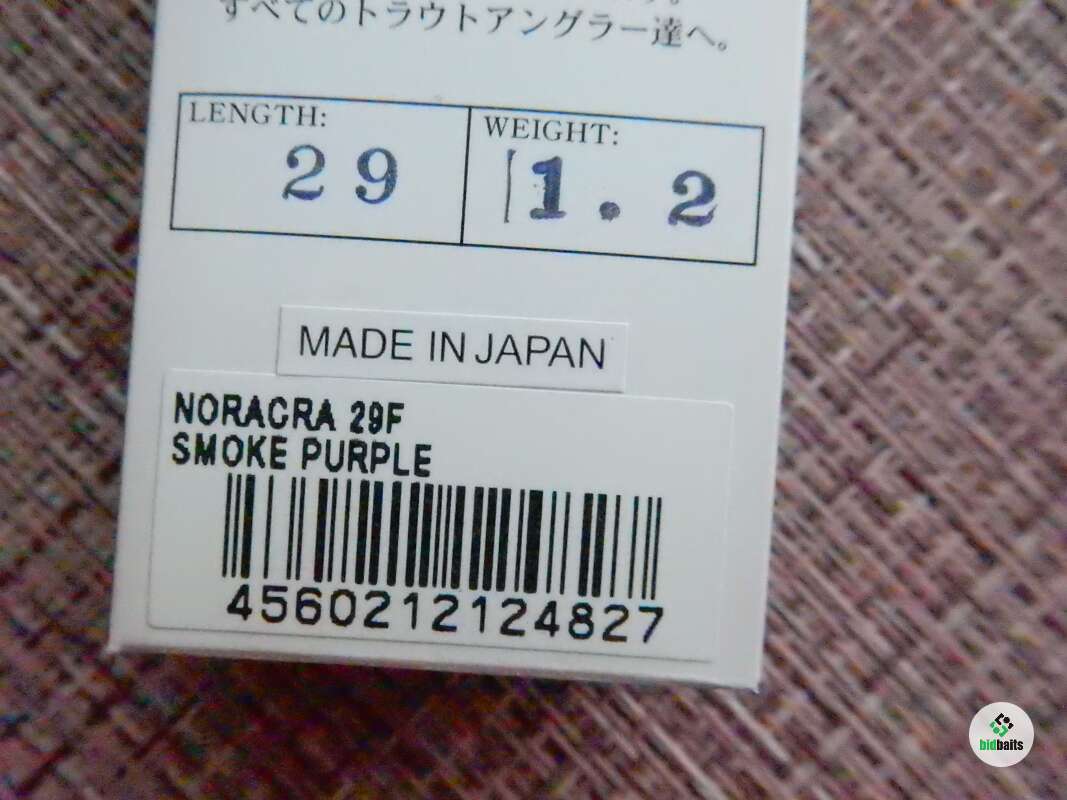 すべてのトラウトアングラー達へ。
LENGTH:
29
WEIGHT:
1.2
MADE IN JAPAN
NORACRA 29F
SMOKE PURPLE
4560212124827
bidbaits